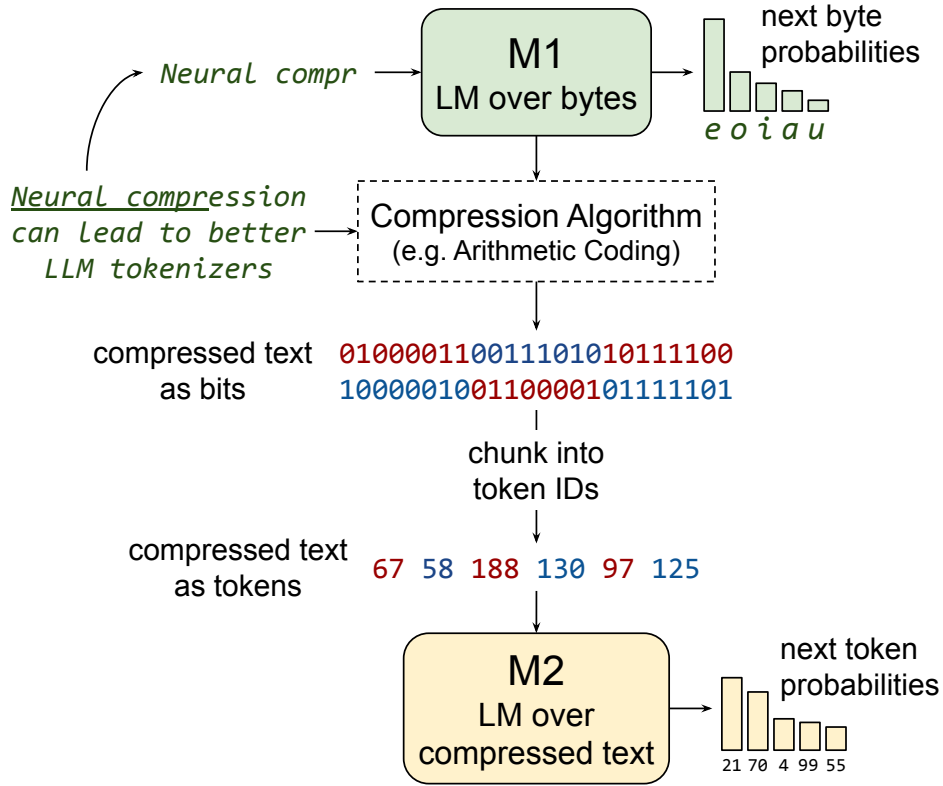 next byte
probabilities
M1
LM over bytes
Neural compr
e o i a u
Neural compression
can lead to better
LLM tokenizers
Compression Algorithm
(e.g. Arithmetic Coding)
compressed text
as bits
010000110011101010111100
100000100110000101111101
chunk into
token IDs
compressed text
as tokens
67 58 188 130 97 125
M2
LM over
compressed text
next token
probabilities
21 70 4 99 55